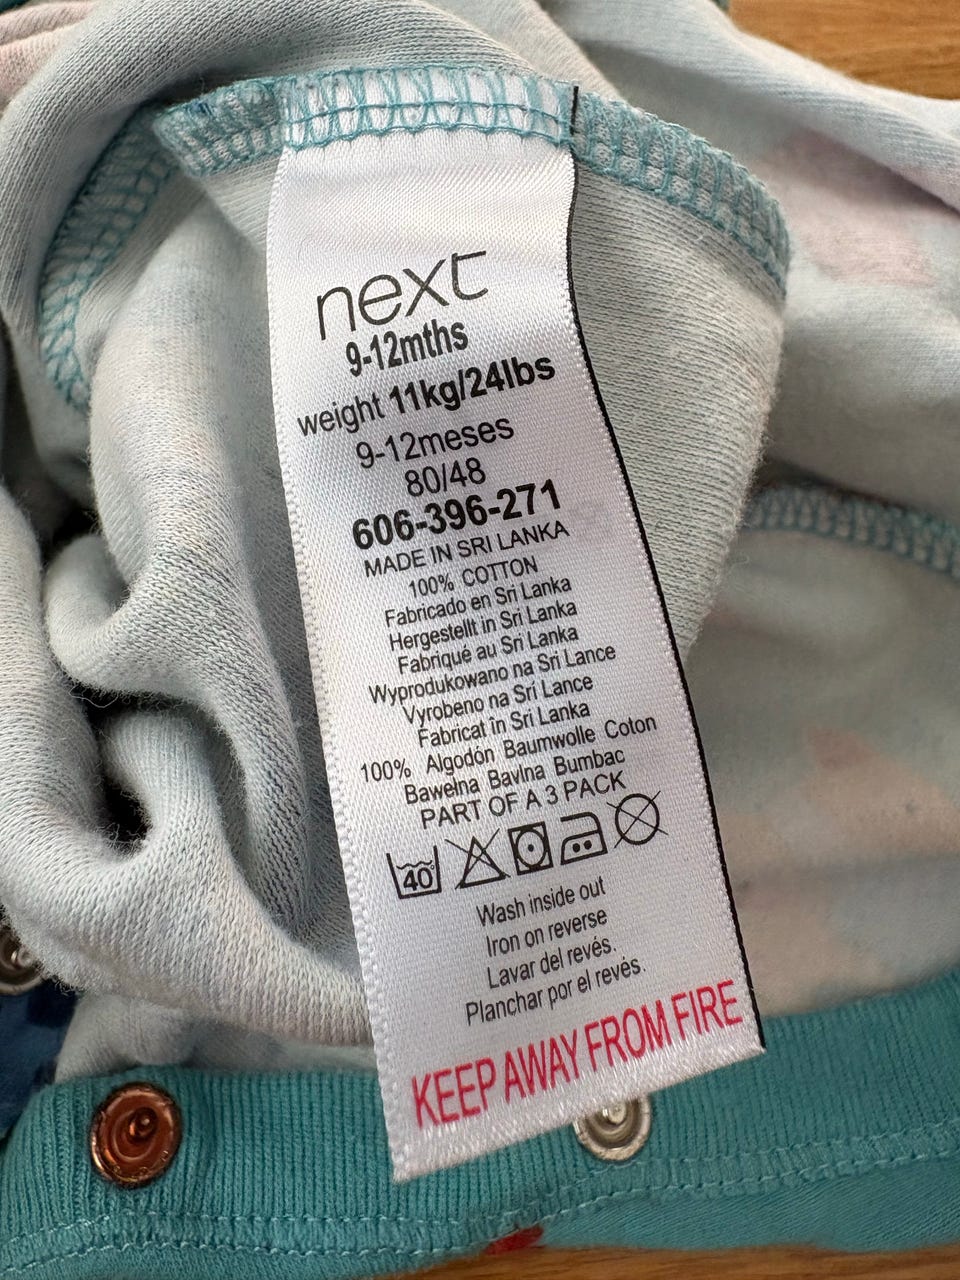 next
9-12mths
weight 11kg/24lbs
9-12meses
80/48
606-396-271
MADE IN SRI LANKA
100% COTTON
Fabricado en Sri Lanka
Hergestellt in Sri Lanka
Fabriqué au Sri Lanka
Wyprodukowano na Sri Lance
Vyrobeno na Srí Lance
Fabricat în Sri Lanka
100% Algodón Baumwolle Coton
Bawełna Bavlna Bumbac
PART OF A 3 PACK
40
Wash inside out
Iron on reverse
Lavar del revés.
Planchar por el revés.
KEEP AWAY FROM FIRE